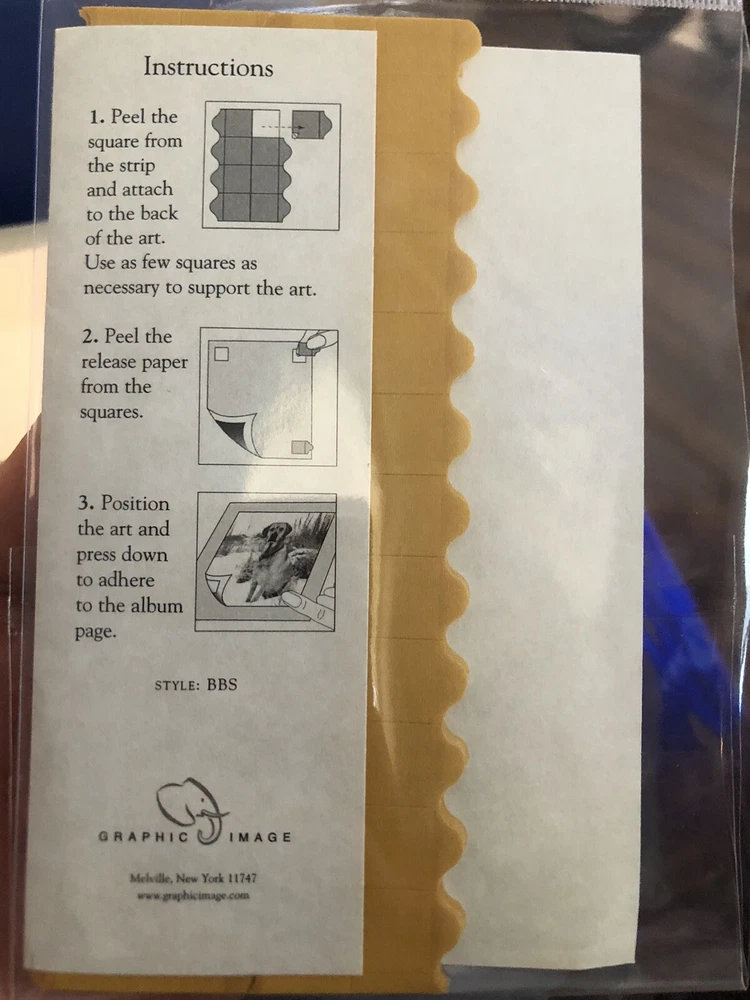 Instructions
1. Peel the
square from
the strip
and attach
to the back
of the art.
Use as few squares as
necessary to support the art.
2. Peel the
release paper
from the
squares.
3. Position
the art and
press down
to adhere
to the album
page.
STYLE: BBS
GRAPHIC IMAGE
Melville, New York 11747
www.graphicimage.com